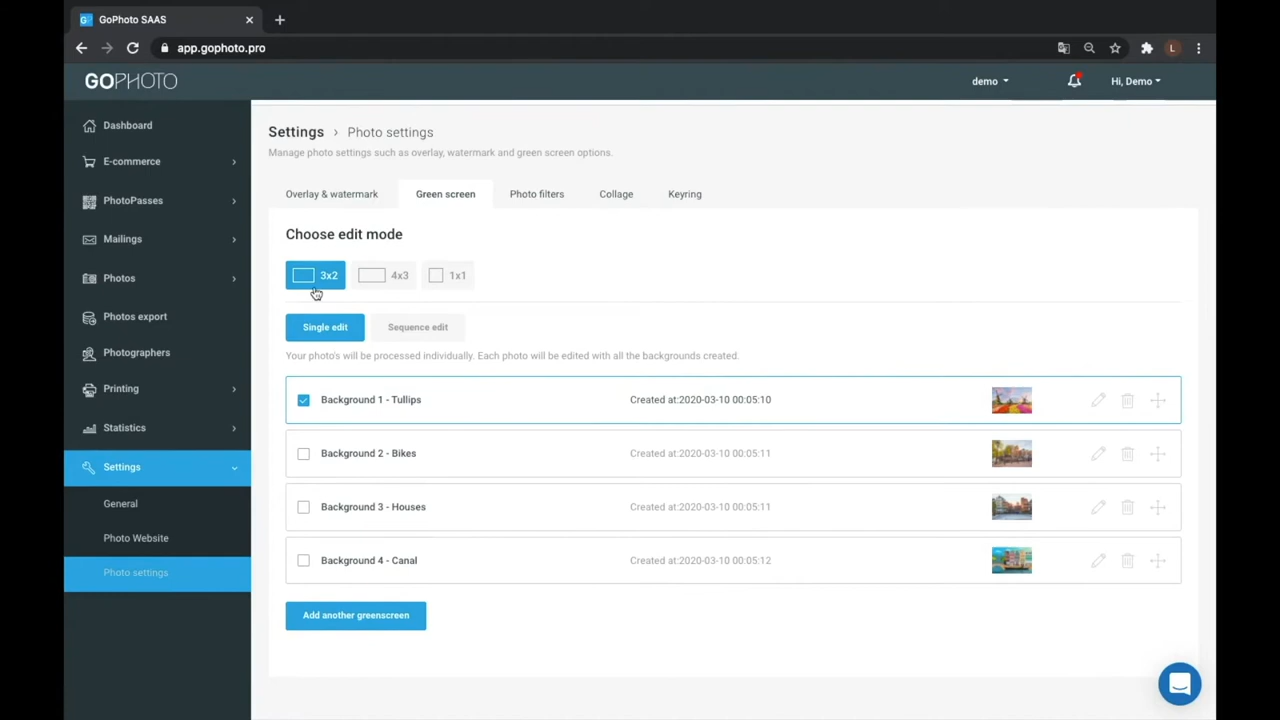 GoPhoto SAAS
app.gophoto.pro
L
GOPHOTO
demo
Hi, Demo
Dashboard
E-commerce
PhotoPasses
Mailings
Photos
Photos export
Photographers
Printing
Statistics
Settings
General
Photo Website
Photo settings
Settings › Photo settings
Manage photo settings such as overlay, watermark and green screen options.
Overlay & watermark
Green screen
Photo filters
Collage
Keyring
Choose edit mode
3x2
4x3
1x1
Single edit
Sequence edit
Your photo's will be processed individually. Each photo will be edited with all the backgrounds created.
Background 1 - Tullips
Created at:2020-03-10 00:05:10
Background 2 - Bikes
Created at:2020-03-10 00:05:11
Background 3 - Houses
Created at:2020-03-10 00:05:11
Background 4 - Canal
Created at:2020-03-10 00:05:12
Add another greenscreen